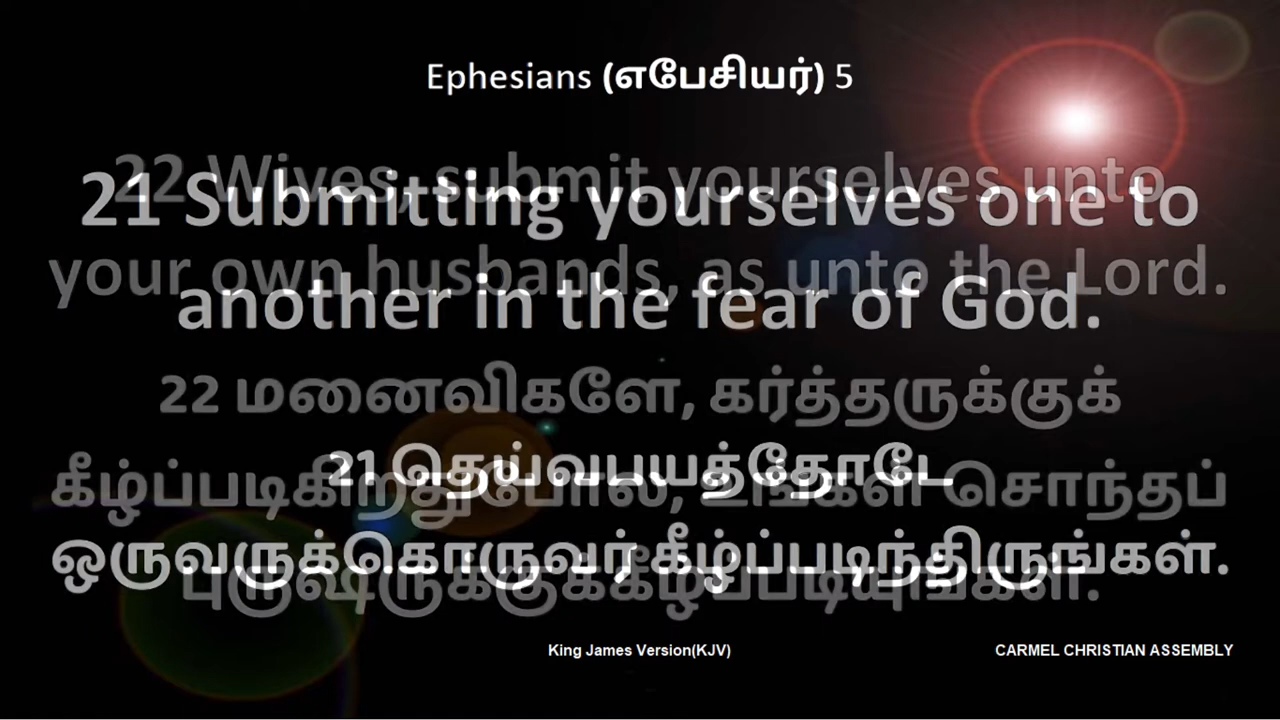 Ephesians (எபேசியர்) 5
22 Wives, submit yourselves unto
21 Submitting yourselves one to
your own husbands, as unto the Lord.
another in the fear of God.
22 மனைவிகளே, கர்த்தருக்குக்
21 தெய்வபயத்தோடே
கீழ்ப்படிகிறதுபோல, உங்கள் சொந்தப்
ஒருவருக்கொருவர் கீழ்ப்படிந்திருங்கள்.
புருஷருக்குக்கீழ்ப்படியுங்கள்.
King James Version(KJV)
CARMEL CHRISTIAN ASSEMBLY